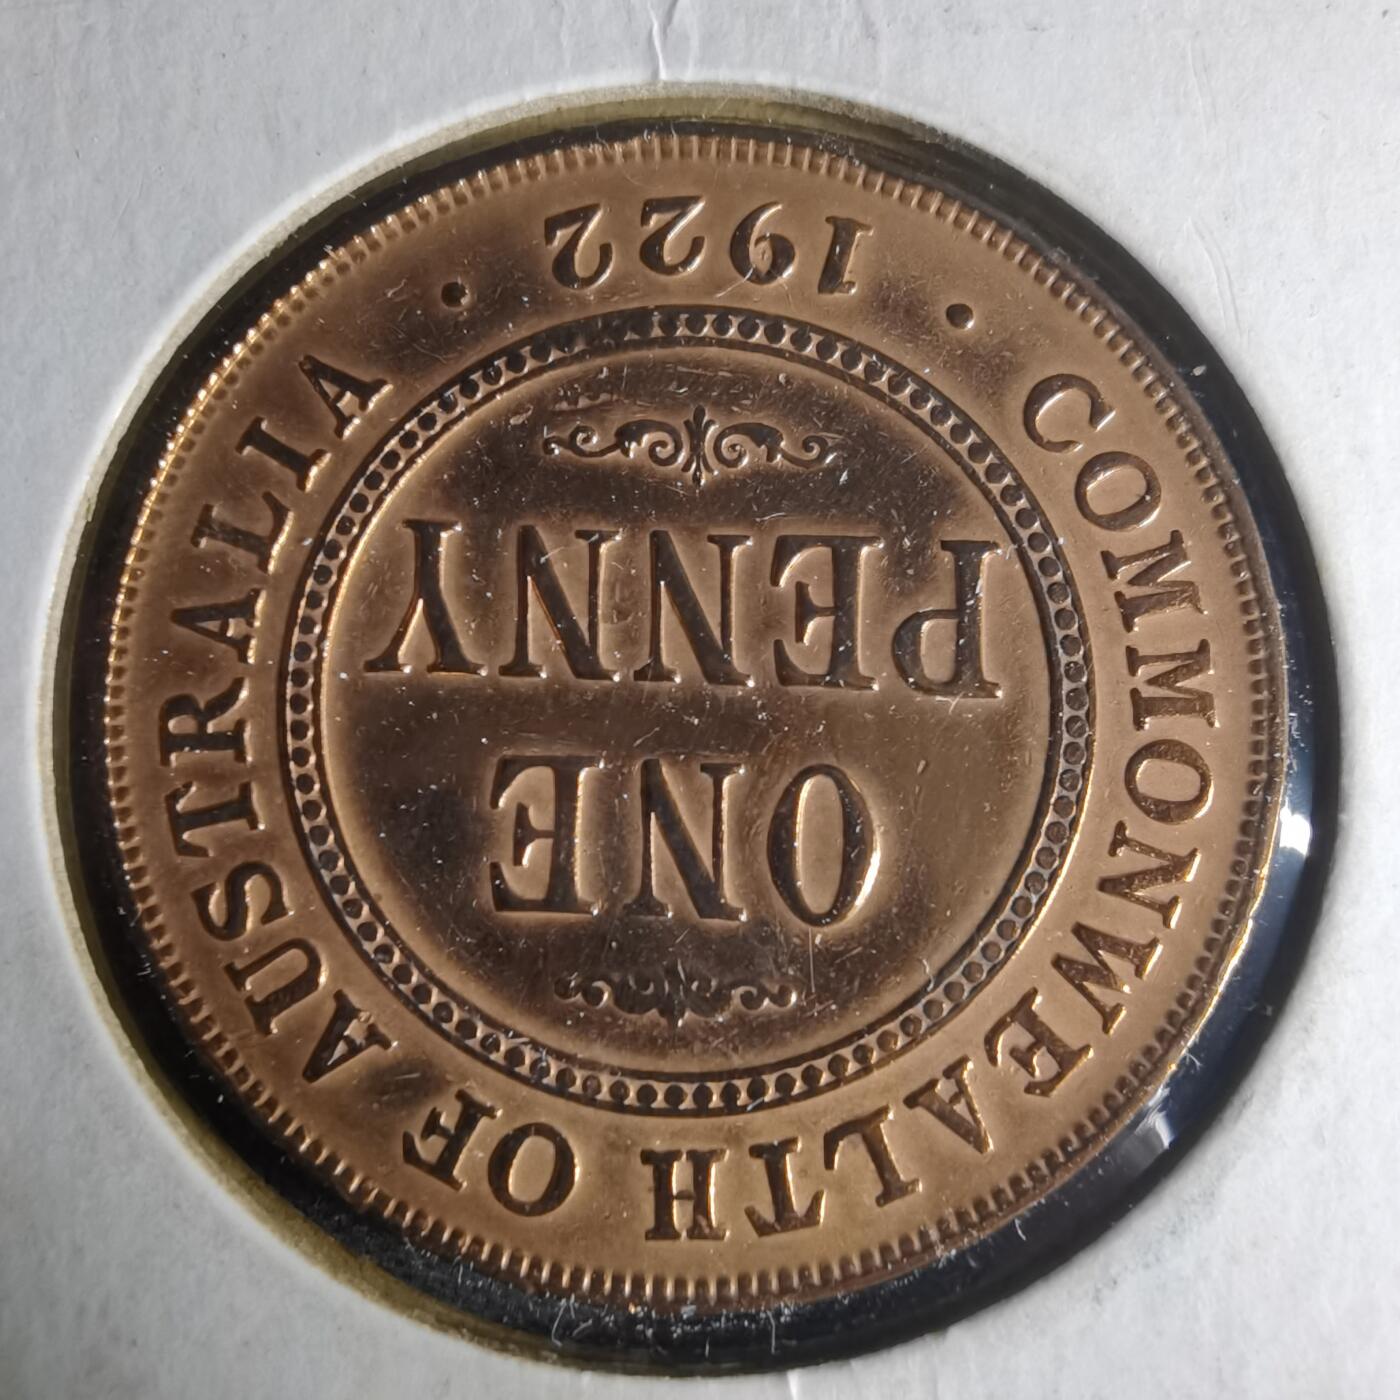 COMMONWEALTH OF AUSTRALIA
ONE
PENNY
· 1922 ·